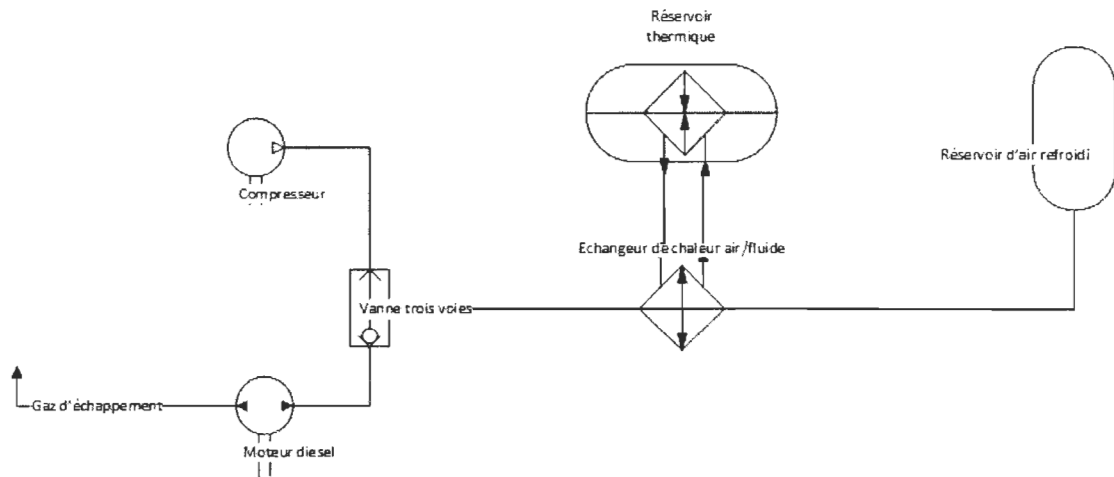 Réservoir
thermique
Réservoir d'air refroidi
Compresseur
Echangeur de chaleur air/fluide
Vanne trois voies
Gaz d'échappement
Moteur diesel